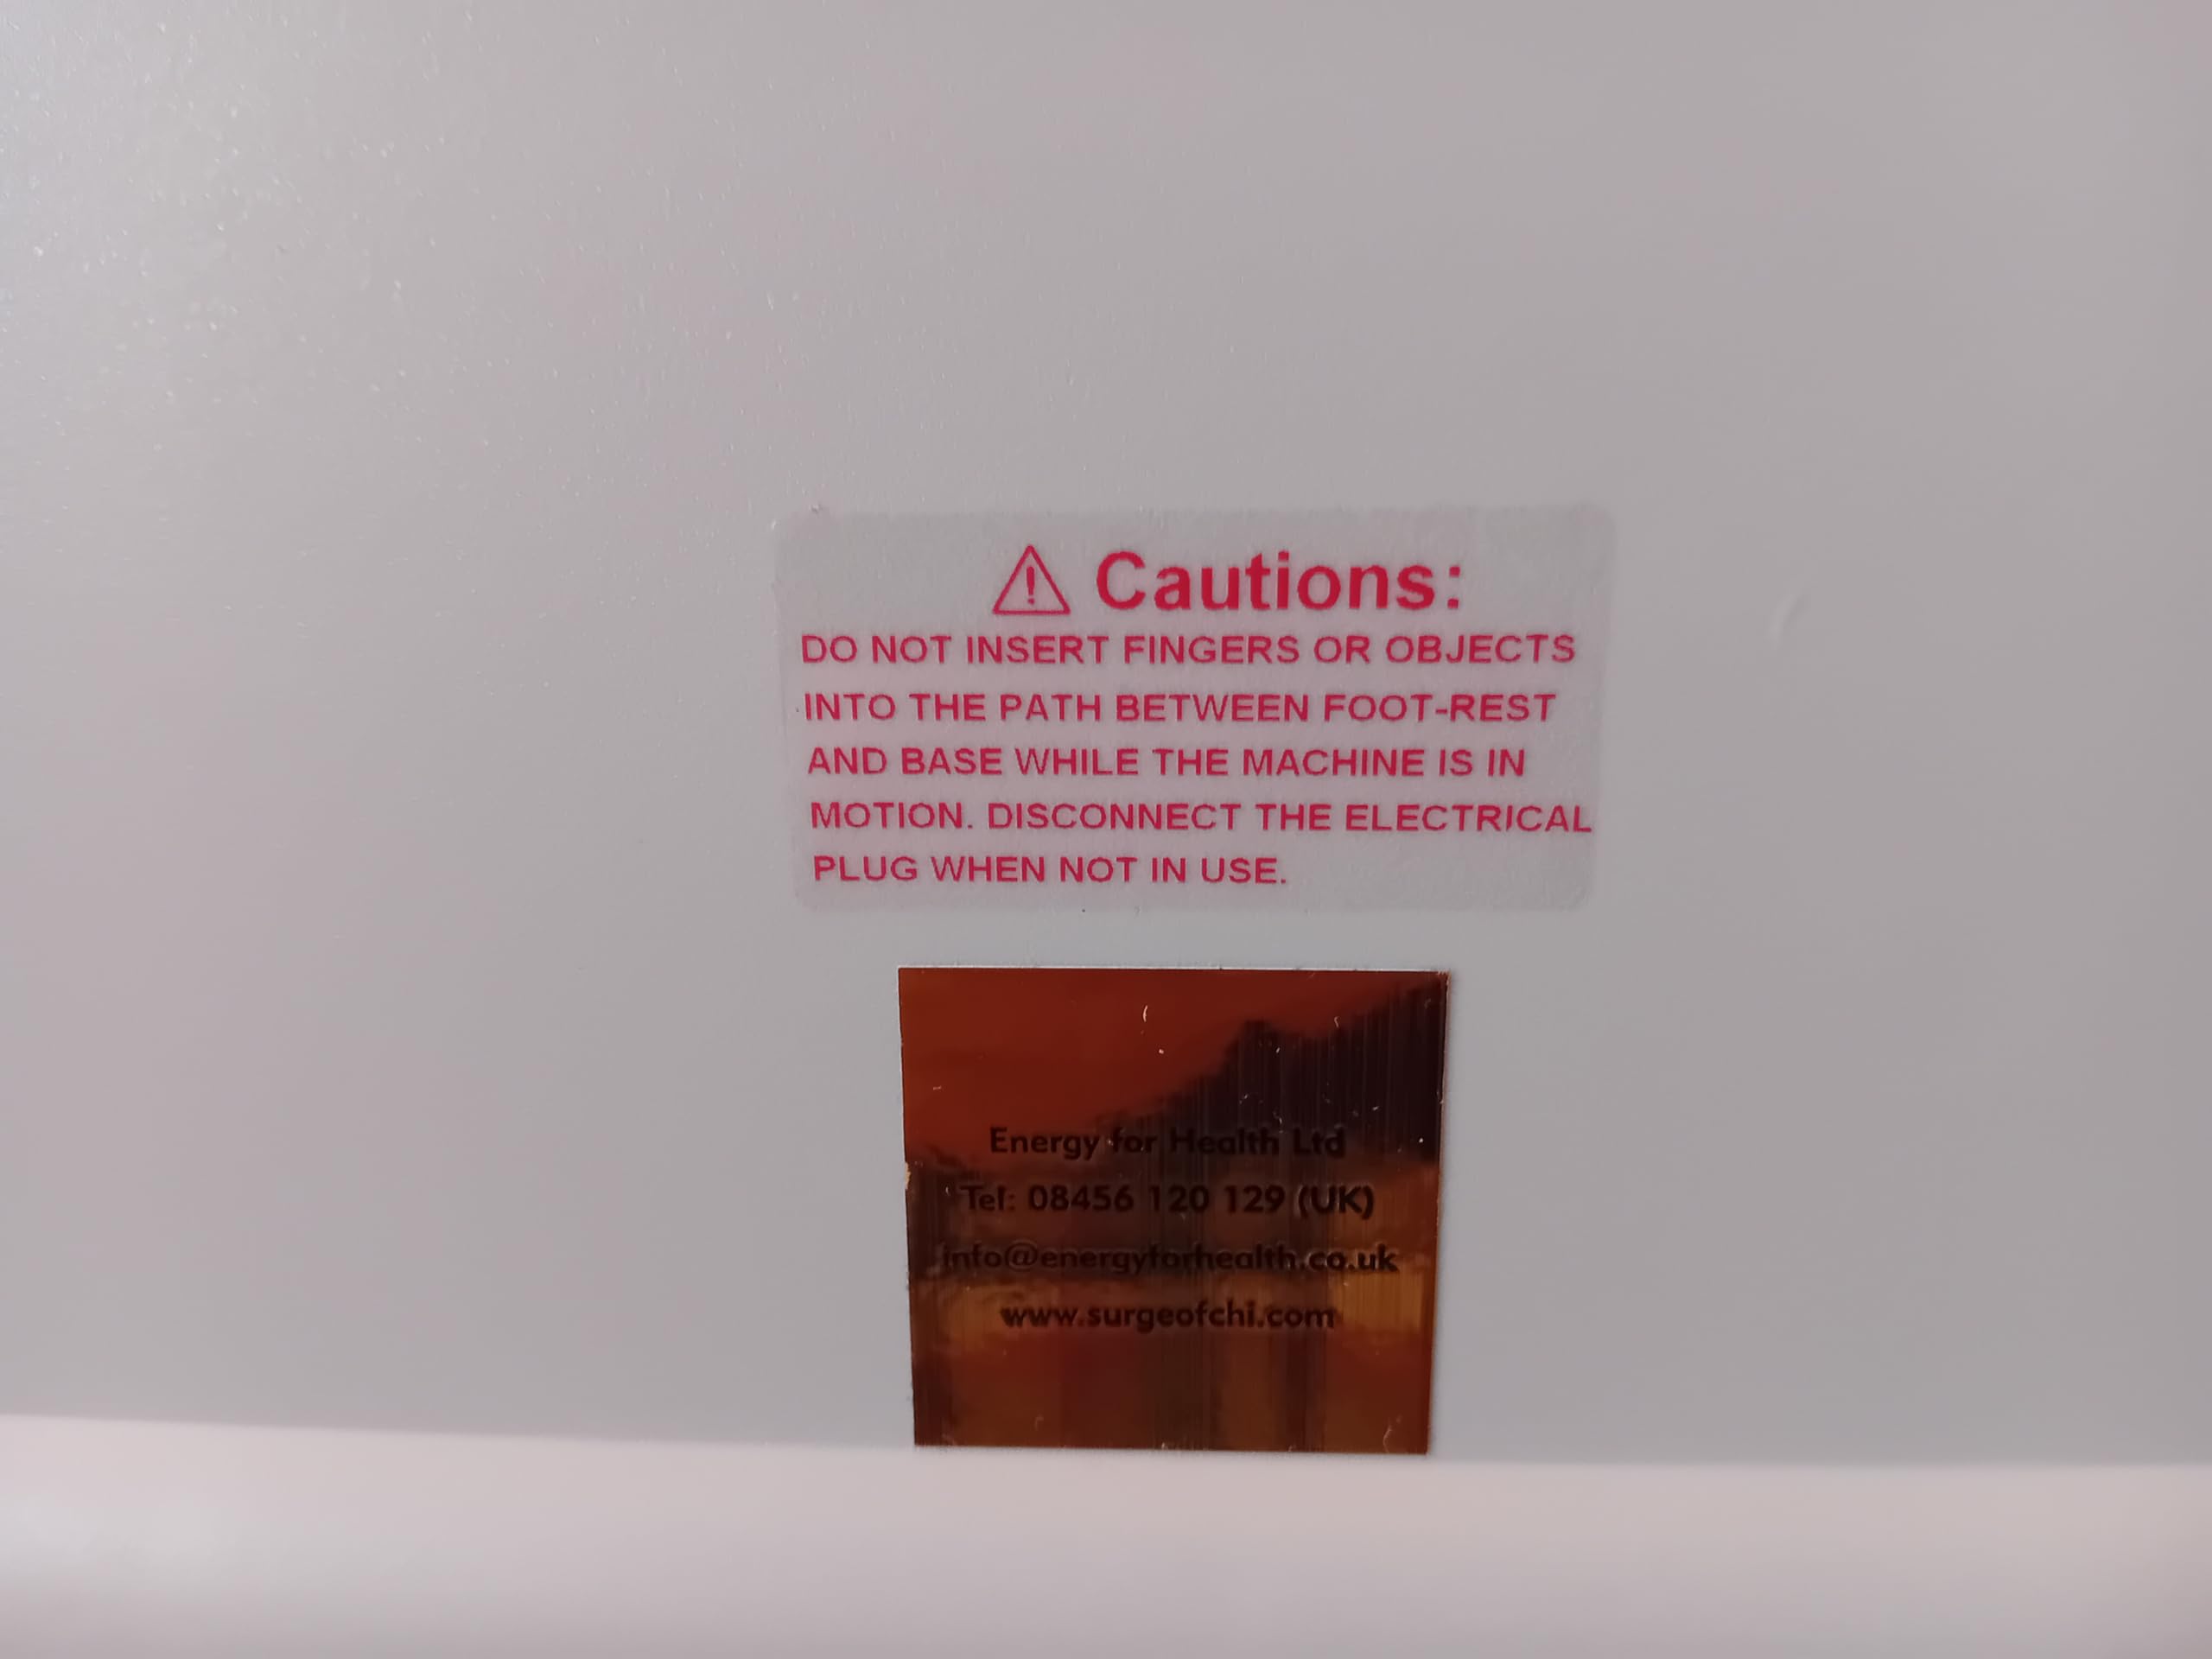 Cautions:
DO NOT INSERT FINGERS OR OBJECTS
INTO THE PATH BETWEEN FOOT-REST
AND BASE WHILE THE MACHINE IS IN
MOTION. DISCONNECT THE ELECTRICAL
PLUG WHEN NOT IN USE.
Energy for Health Ltd
Tel: 08456 120 129 (UK)
info@energyforhealth.co.uk
www.surgeofchi.com